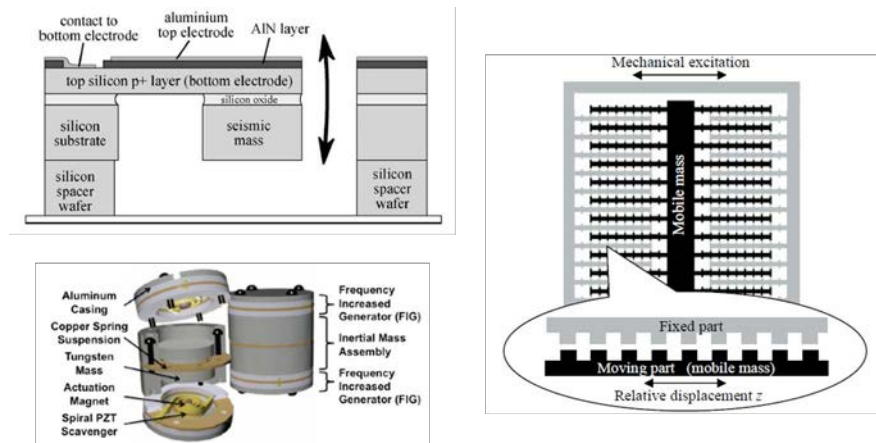 contact to
bottom electrode
aluminium
top electrode
AlN layer
top silicon p+ layer (bottom electrode)
silicon oxide
silicon
substrate
seismic
mass
silicon
spacer
wafer
silicon
spacer
wafer
Aluminum
Casing
Copper Spring
Suspension
Tungsten
Mass
Actuation
Magnet
Spiral PZT
Scavenger
Frequency
Increased
Generator (FIG)
Inertial Mass
Assembly
Frequency
Increased
Generator (FIG)
Mechanical excitation
Mobile mass
Fixed part
Moving part (mobile mass)
Relative displacement z